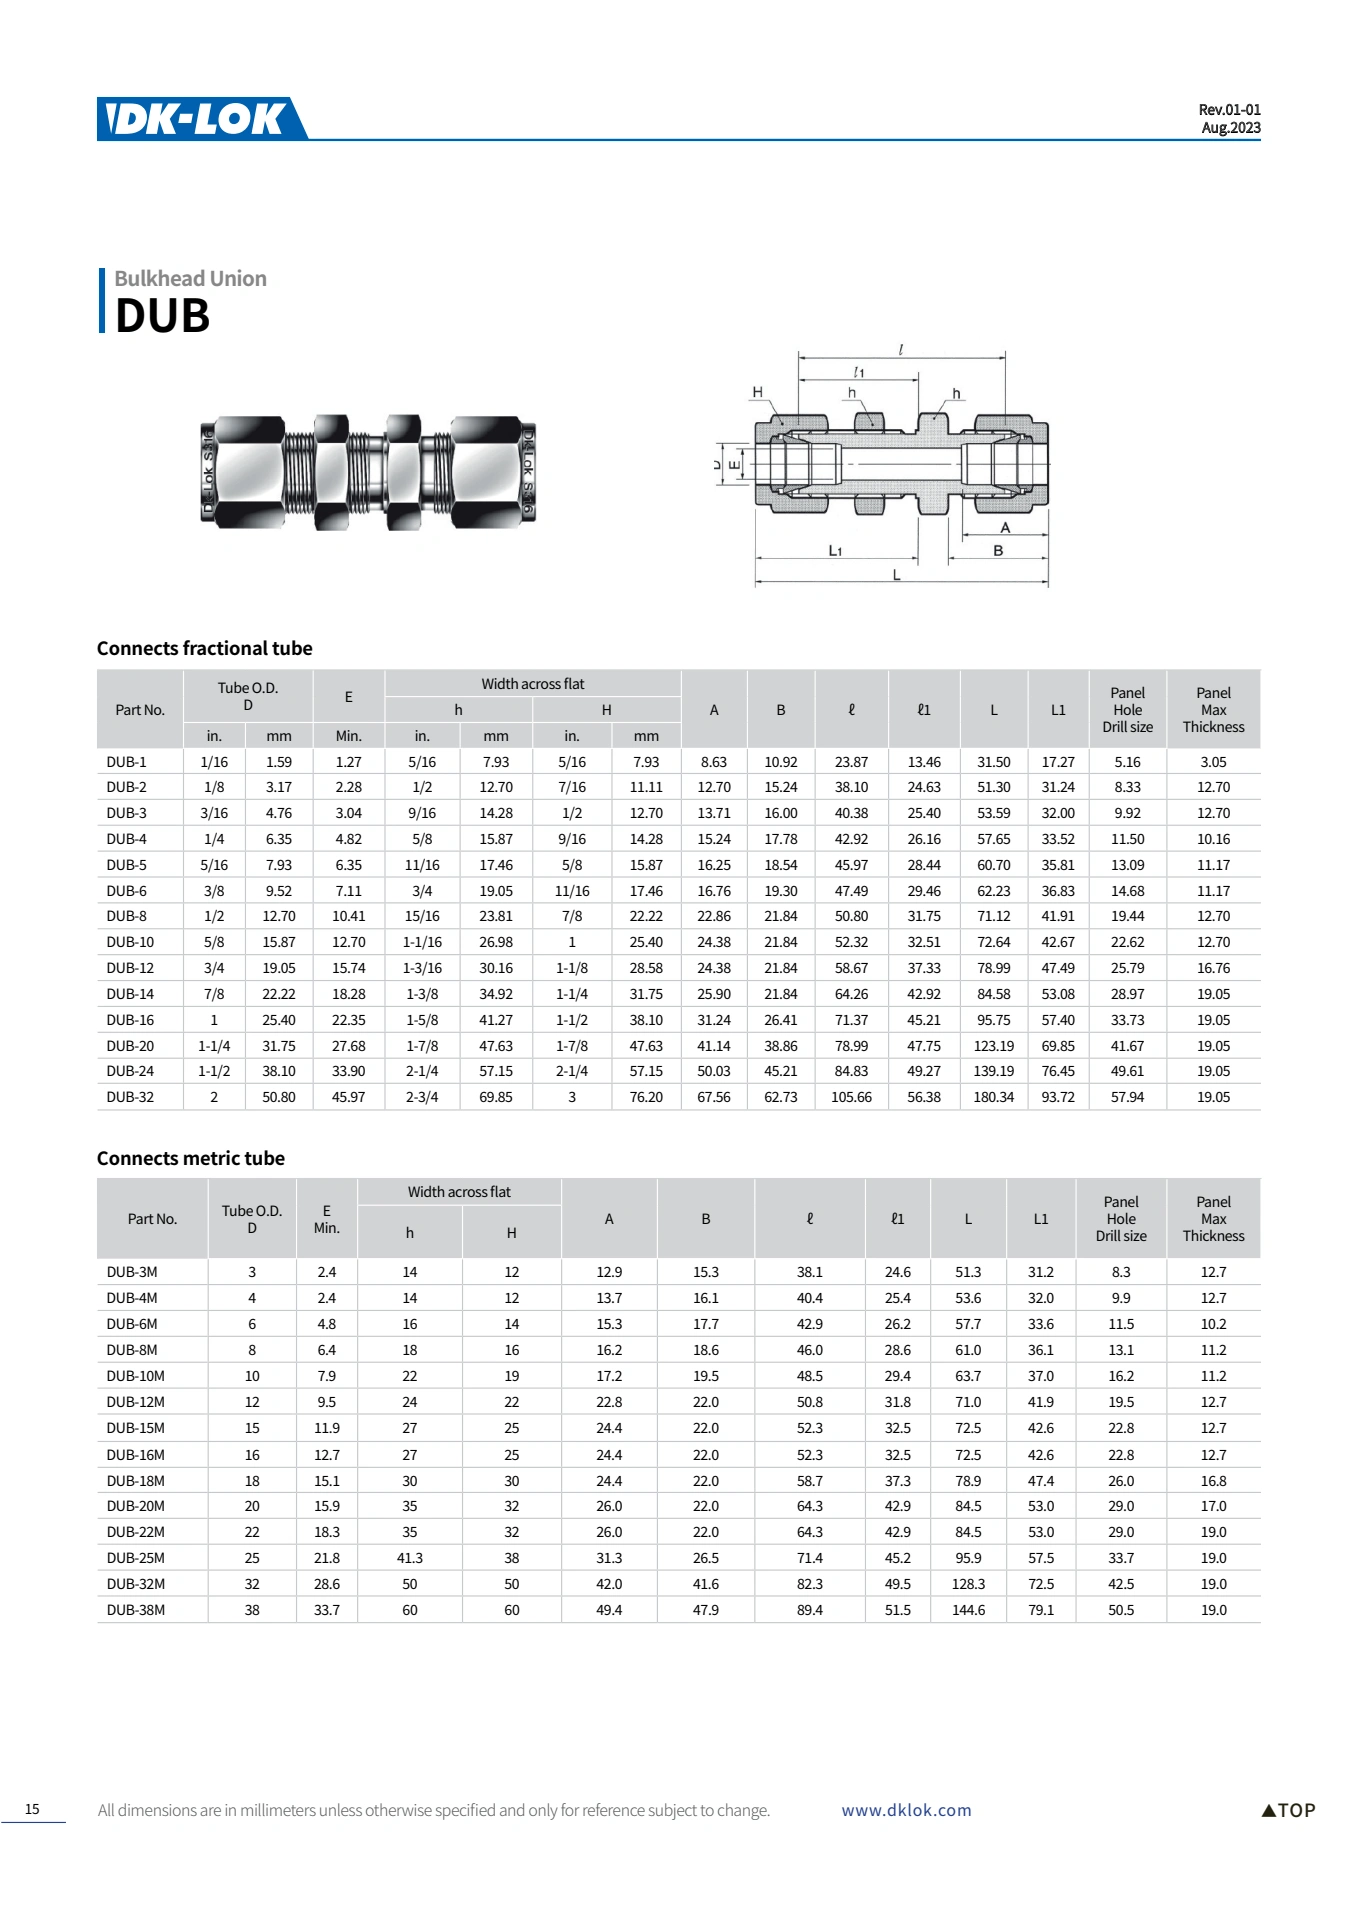 DK-LOK
Rev.01-01
Aug.2023
Bulkhead Union
DUB
DK-Lok S316
DK-Lok S316
l
l1
H
h
h
D
E
A
L1
B
L
Connects fractional tube
Part No.
Tube O.D.
D
E
Width across flat
h
H
A
B
ℓ
ℓ1
L
L1
Panel
Hole
Drill size
Panel
Max
Thickness
in. mm Min. in. mm in. mm
DUB-1 1/16 1.59 1.27 5/16 7.93 5/16 7.93 8.63 10.92 23.87 13.46 31.50 17.27 5.16 3.05
DUB-2 1/8 3.17 2.28 1/2 12.70 7/16 11.11 12.70 15.24 38.10 24.63 51.30 31.24 8.33 12.70
DUB-3 3/16 4.76 3.04 9/16 14.28 1/2 12.70 13.71 16.00 40.38 25.40 53.59 32.00 9.92 12.70
DUB-4 1/4 6.35 4.82 5/8 15.87 9/16 14.28 15.24 17.78 42.92 26.16 57.65 33.52 11.50 10.16
DUB-5 5/16 7.93 6.35 11/16 17.46 5/8 15.87 16.25 18.54 45.97 28.44 60.70 35.81 13.09 11.17
DUB-6 3/8 9.52 7.11 3/4 19.05 11/16 17.46 16.76 19.30 47.49 29.46 62.23 36.83 14.68 11.17
DUB-8 1/2 12.70 10.41 15/16 23.81 7/8 22.22 22.86 21.84 50.80 31.75 71.12 41.91 19.44 12.70
DUB-10 5/8 15.87 12.70 1-1/16 26.98 1 25.40 24.38 21.84 52.32 32.51 72.64 42.67 22.62 12.70
DUB-12 3/4 19.05 15.74 1-3/16 30.16 1-1/8 28.58 24.38 21.84 58.67 37.33 78.99 47.49 25.79 16.76
DUB-14 7/8 22.22 18.28 1-3/8 34.92 1-1/4 31.75 25.90 21.84 64.26 42.92 84.58 53.08 28.97 19.05
DUB-16 1 25.40 22.35 1-5/8 41.27 1-1/2 38.10 31.24 26.41 71.37 45.21 95.75 57.40 33.73 19.05
DUB-20 1-1/4 31.75 27.68 1-7/8 47.63 1-7/8 47.63 41.14 38.86 78.99 47.75 123.19 69.85 41.67 19.05
DUB-24 1-1/2 38.10 33.90 2-1/4 57.15 2-1/4 57.15 50.03 45.21 84.83 49.27 139.19 76.45 49.61 19.05
DUB-32 2 50.80 45.97 2-3/4 69.85 3 76.20 67.56 62.73 105.66 56.38 180.34 93.72 57.94 19.05
Connects metric tube
Part No.
Tube O.D.
D
E
Min.
Width across flat
h
H
A
B
ℓ
ℓ1
L
L1
Panel
Hole
Drill size
Panel
Max
Thickness
DUB-3M 3 2.4 14 12 12.9 15.3 38.1 24.6 51.3 31.2 8.3 12.7
DUB-4M 4 2.4 14 12 13.7 16.1 40.4 25.4 53.6 32.0 9.9 12.7
DUB-6M 6 4.8 16 14 15.3 17.7 42.9 26.2 57.7 33.6 11.5 10.2
DUB-8M 8 6.4 18 16 16.2 18.6 46.0 28.6 61.0 36.1 13.1 11.2
DUB-10M 10 7.9 22 19 17.2 19.5 48.5 29.4 63.7 37.0 16.2 11.2
DUB-12M 12 9.5 24 22 22.8 22.0 50.8 31.8 71.0 41.9 19.5 12.7
DUB-15M 15 11.9 27 25 24.4 22.0 52.3 32.5 72.5 42.6 22.8 12.7
DUB-16M 16 12.7 27 25 24.4 22.0 52.3 32.5 72.5 42.6 22.8 12.7
DUB-18M 18 15.1 30 30 24.4 22.0 58.7 37.3 78.9 47.4 26.0 16.8
DUB-20M 20 15.9 35 32 26.0 22.0 64.3 42.9 84.5 53.0 29.0 17.0
DUB-22M 22 18.3 35 32 26.0 22.0 64.3 42.9 84.5 53.0 29.0 19.0
DUB-25M 25 21.8 41.3 38 31.3 26.5 71.4 45.2 95.9 57.5 33.7 19.0
DUB-32M 32 28.6 50 50 42.0 41.6 82.3 49.5 128.3 72.5 42.5 19.0
DUB-38M 38 33.7 60 60 49.4 47.9 89.4 51.5 144.6 79.1 50.5 19.0
15
All dimensions are in millimeters unless otherwise specified and only for reference subject to change.
www.dklok.com
▲TOP